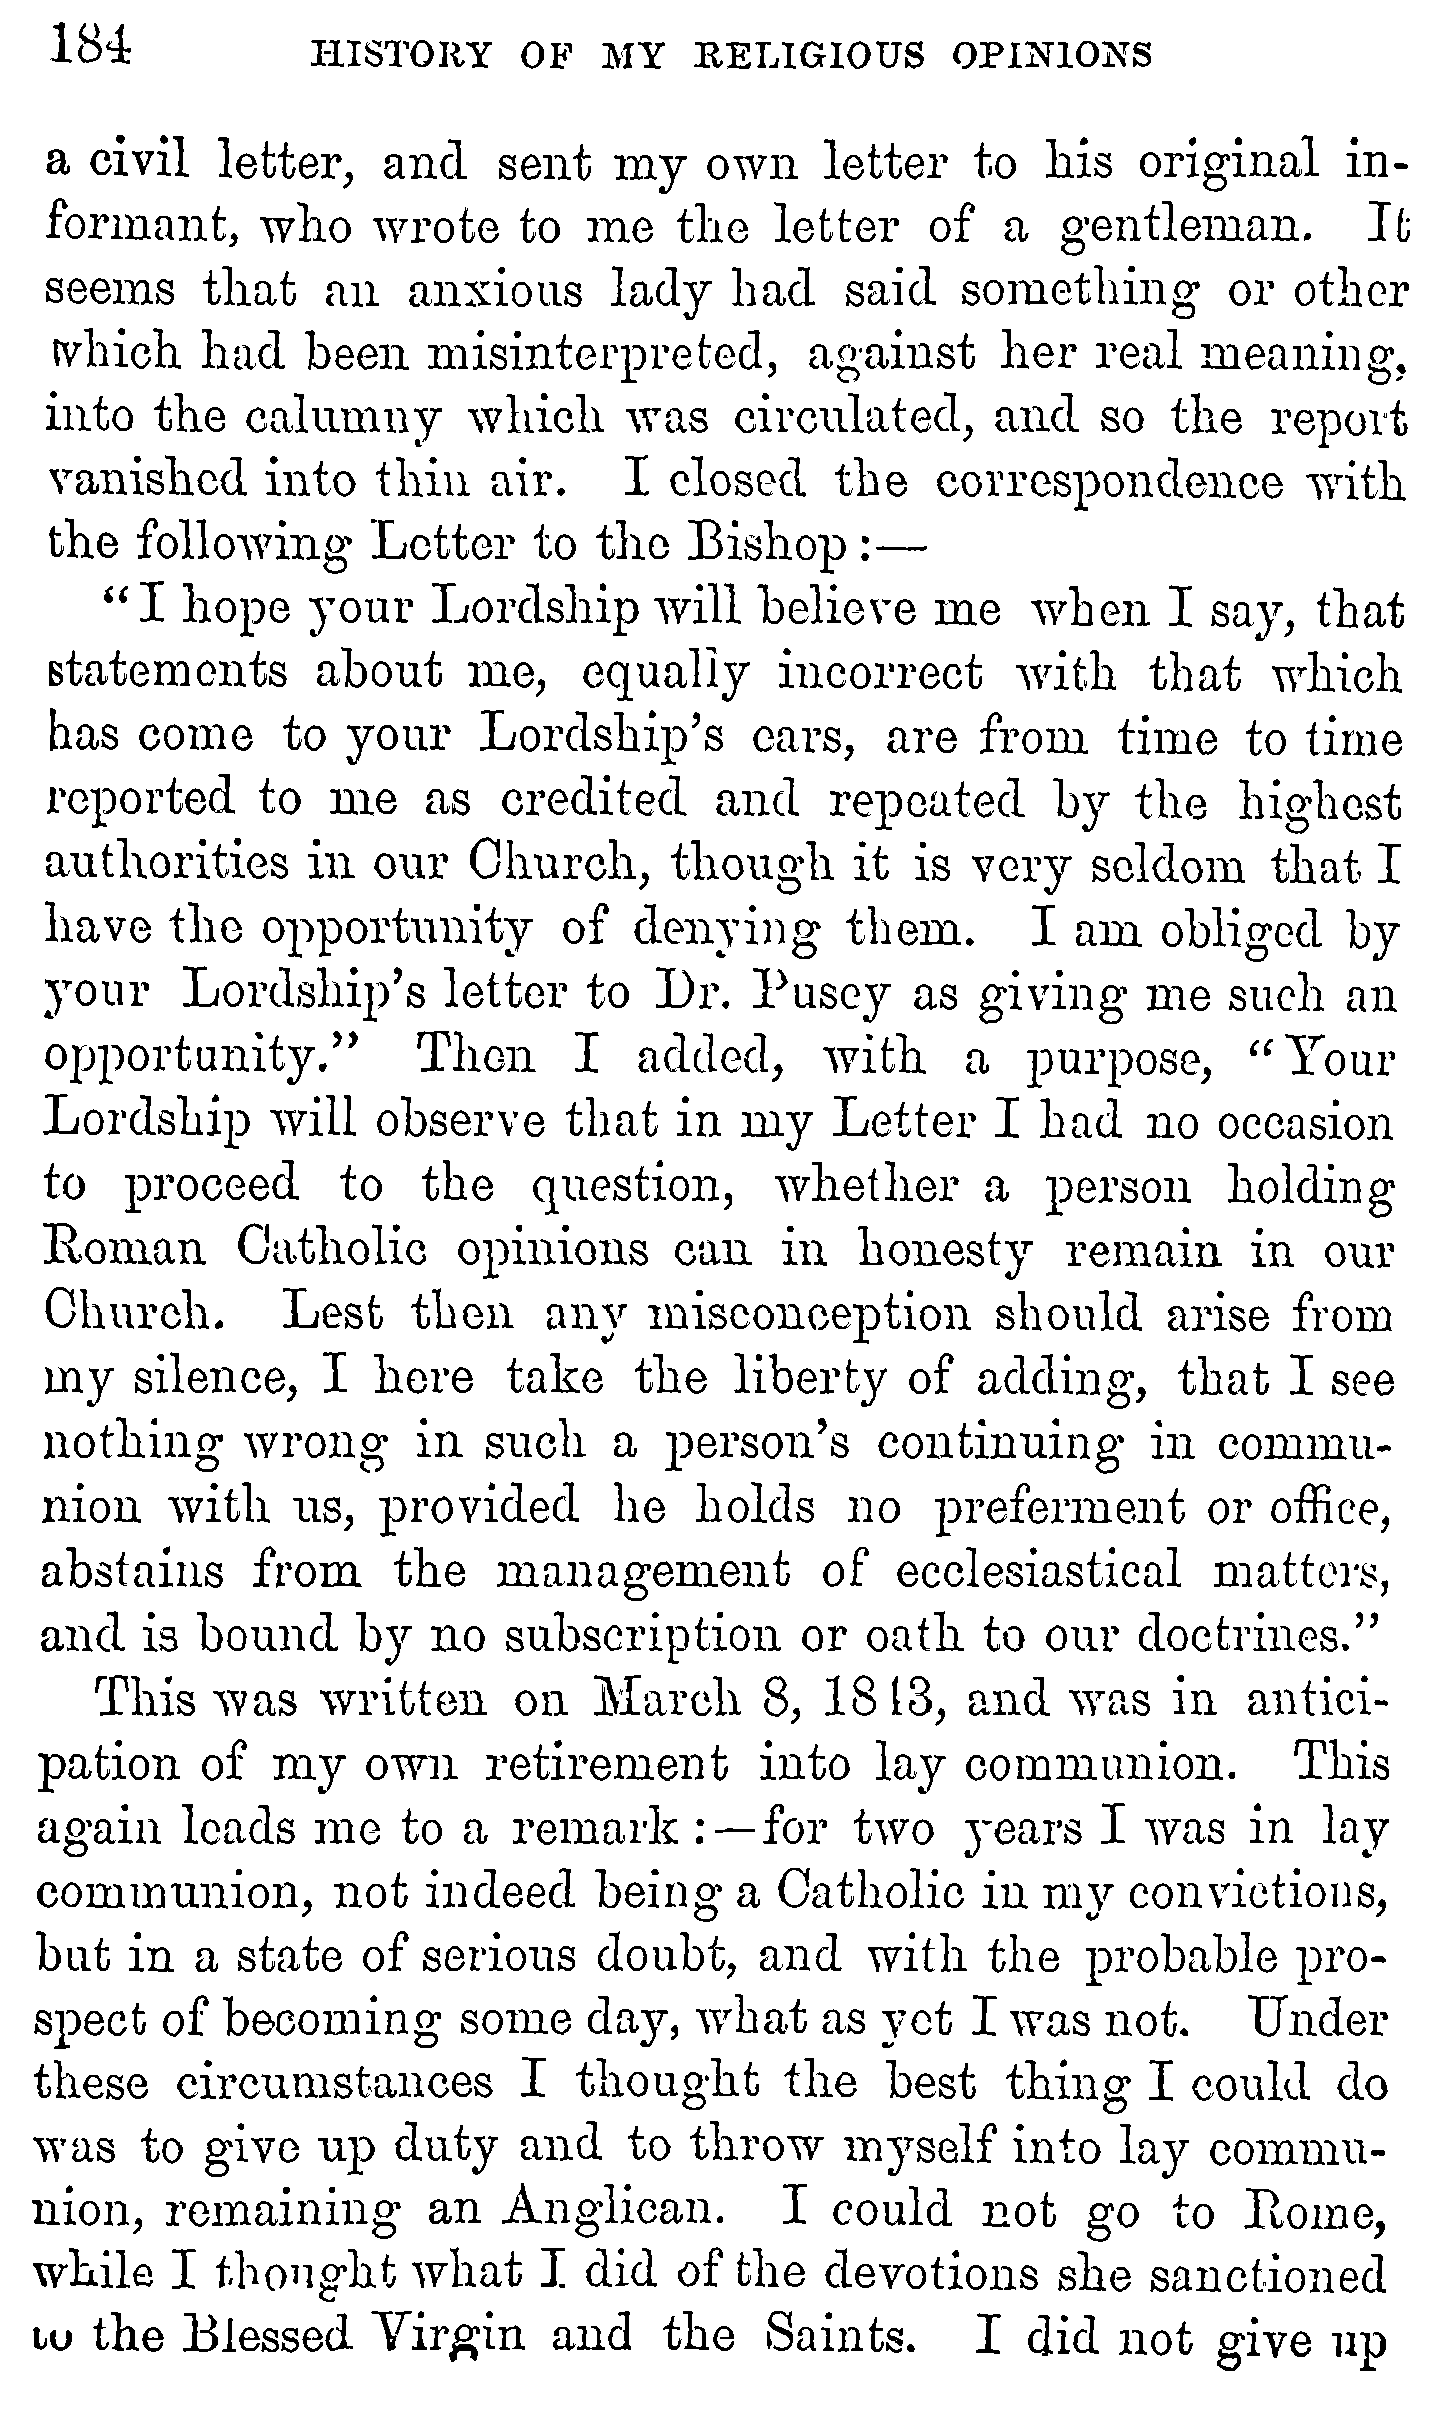 184 HISTORY OF MY RELIGIOUS OPINIONS
a civil letter, and sent my own letter to his original in-
formant, who wrote to me the letter of a gentleman. It
seems that an anxious lady had said something or other
which had been misinterpreted, against her real meaning,
into the calumny which was circulated, and so the report
vanished into thin air. I closed the correspondence with
the following Letter to the Bishop:—
"I hope your Lordship will believe me when I say, that
statements about me, equally incorrect with that which
has come to your Lordship's ears, are from time to time
reported to me as credited and repeated by the highest
authorities in our Church, though it is very seldom that I
have the opportunity of denying them. I am obliged by
your Lordship's letter to Dr. Pusey as giving me such an
opportunity." Then I added, with a purpose, "Your
Lordship will observe that in my Letter I had no occasion
to proceed to the question, whether a person holding
Roman Catholic opinions can in honesty remain in our
Church. Lest then any misconception should arise from
my silence, I here take the liberty of adding, that I see
nothing wrong in such a person's continuing in commu-
nion with us, provided he holds no preferment or office,
abstains from the management of ecclesiastical matters,
and is bound by no subscription or oath to our doctrines."
This was written on March 8, 1843, and was in antici-
pation of my own retirement into lay communion. This
again leads me to a remark:—for two years I was in lay
communion, not indeed being a Catholic in my convictions,
but in a state of serious doubt, and with the probable pro-
spect of becoming some day, what as yet I was not. Under
these circumstances I thought the best thing I could do
was to give up duty and to throw myself into lay commu-
nion, remaining an Anglican. I could not go to Rome,
while I thought what I did of the devotions she sanctioned
to the Blessed Virgin and the Saints. I did not give up